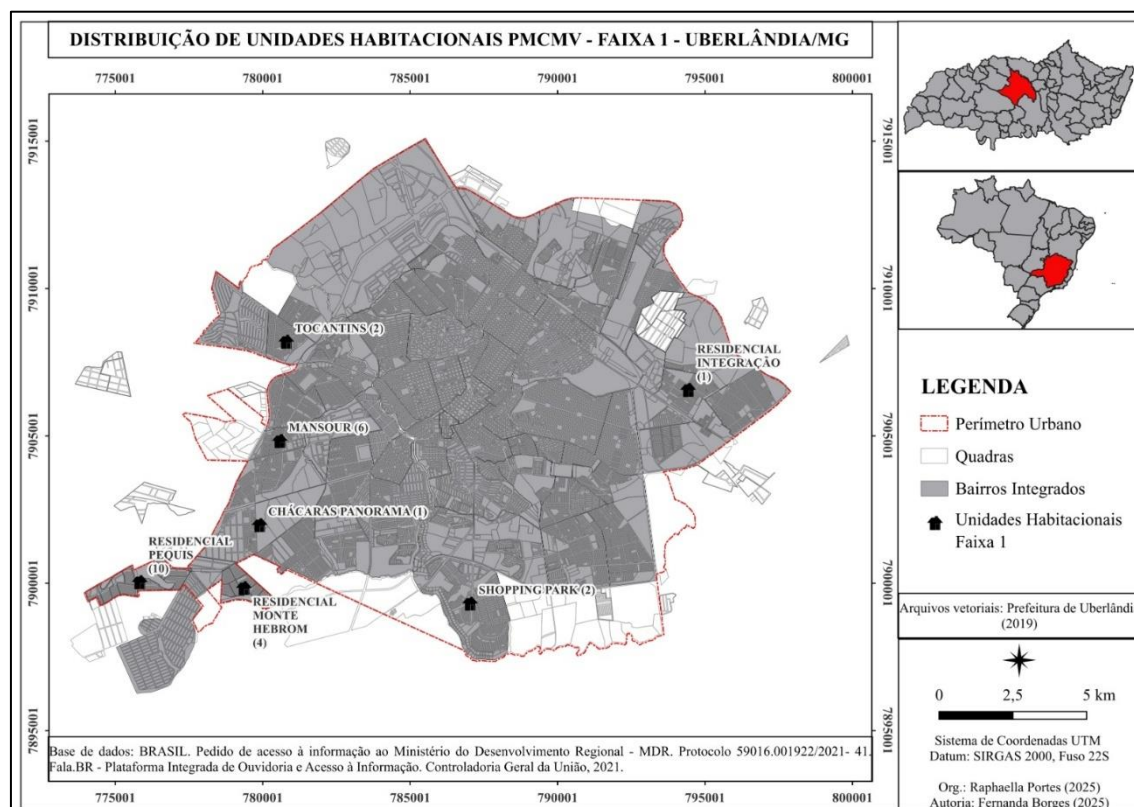 DISTRIBUIÇÃO DE UNIDADES HABITACIONAIS PMCMV - FAIXA 1 - UBERLÂNDIA/MG
775001 780001 785001 790001 795001 800001
7915001 7915001
7910001 7910001
TOCANTINS (2)
RESIDENCIAL
INTEGRAÇÃO
(1)
7905001 7905001
MANSOUR (6)
CHÁCARAS PANORAMA (1)
RESIDENCIAL
PEQUIS
(10)
7900001 7900001
SHOPPING PARK (2)
RESIDENCIAL
MONTE
HEBROM
(4)
7895001 7895001
Base de dados: BRASIL. Pedido de acesso à informação ao Ministério do Desenvolvimento Regional - MDR. Protocolo 59016.001922/2021- 41.
Fala.BR - Plataforma Integrada de Ouvidoria e Acesso à Informação. Controladoria Geral da União, 2021.
775001 780001 785001 790001 795001 800001
LEGENDA
Perímetro Urbano
Quadras
Bairros Integrados
Unidades Habitacionais
Faixa 1
Arquivos vetoriais: Prefeitura de Uberlândi
(2019)
0 2,5 5 km
Sistema de Coordenadas UTM
Datum: SIRGAS 2000, Fuso 22S
Org.: Raphaella Portes (2025)
Autoria: Fernanda Borges (2025)